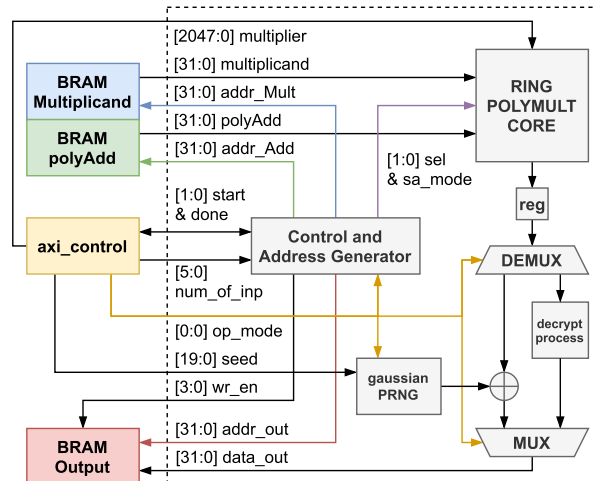 [2047:0] multiplier
BRAM
Multiplicand
[31:0] multiplicand
[31:0] addr_Mult
RING
POLYMULT
CORE
BRAM
polyAdd
[31:0] polyAdd
[31:0] addr_Add
[1:0] sel
& sa_mode
[1:0] start
& done
reg
axi_control
Control and
Address Generator
DEMUX
[5:0]
num_of_inp
decrypt
process
[0:0] op_mode
[19:0] seed
gaussian
PRNG
[3:0] wr_en
BRAM
Output
[31:0] addr_out
[31:0] data_out
MUX